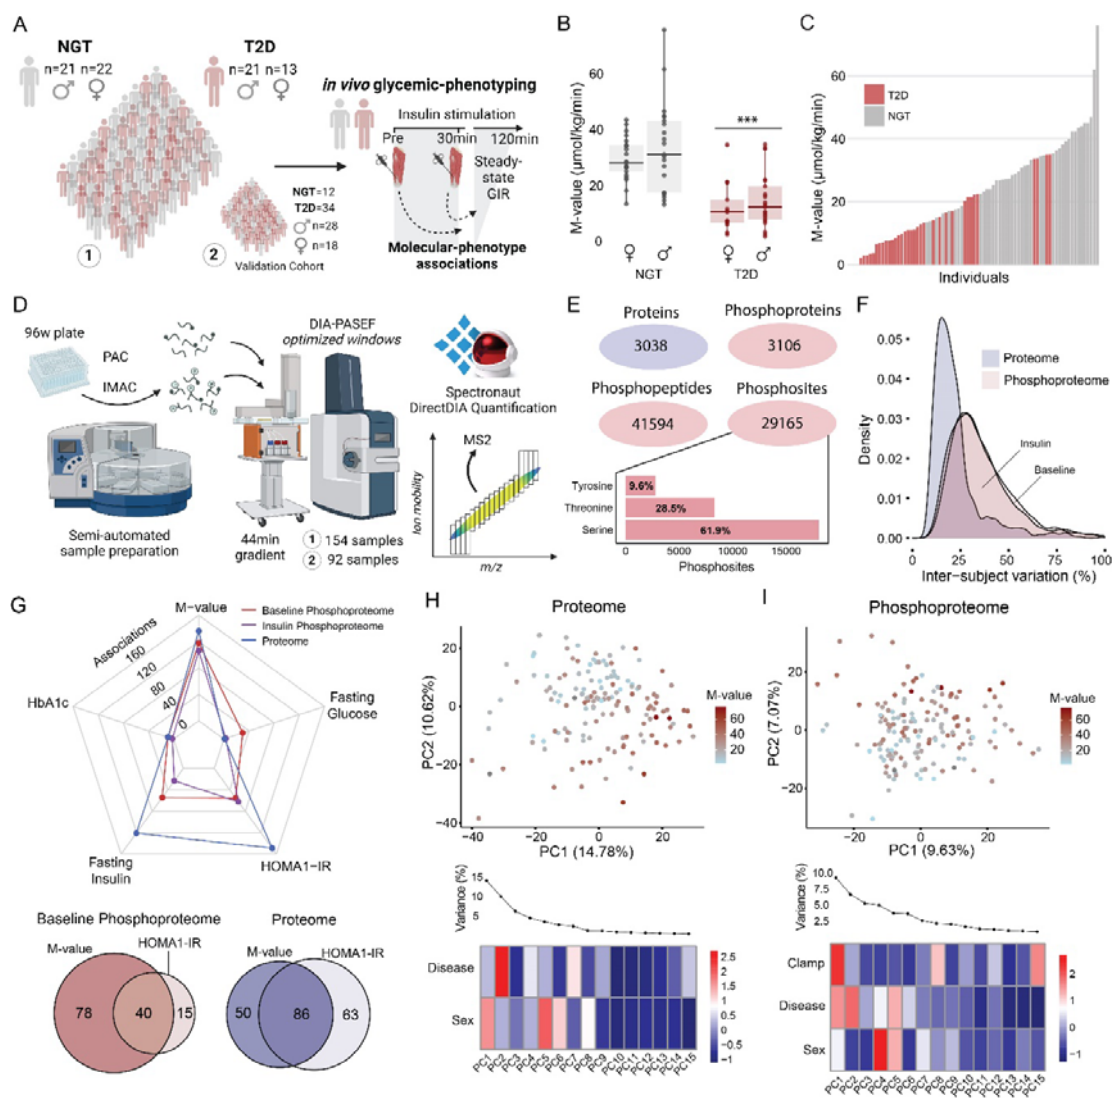 A
NGT
n=21 n=22
♂ ♀
T2D
n=21 n=13
♂ ♀
in vivo glycemic-phenotyping
Insulin stimulation
Pre 30min 120min
Steady-
state
GIR
Molecular-phenotype
associations
1
2
NGT=12
T2D=34
♂ n=28
♀ n=18
Validation Cohort
B
M-value (µmol/kg/min)
60
40
20
0
***
♀ ♂ ♀ ♂
NGT T2D
C
M-value (µmol/kg/min)
60
40
20
0
T2D
NGT
Individuals
D
96w plate
PAC
IMAC
Semi-automated
sample preparation
DIA-PASEF
optimized windows
44min
gradient
1 154 samples
2 92 samples
Spectronaut
DirectDIA Quantification
MS2
Ion mobility
m/z
E
Proteins
3038
Phosphoproteins
3106
Phosphopeptides
41594
Phosphosites
29165
Tyrosine 9.6%
Threonine 28.5%
Serine 61.9%
0 5000 10000 15000
Phosphosites
F
Density
0.05
0.04
0.03
0.02
0.01
0.00
Proteome
Phosphoproteome
Insulin
Baseline
0 25 50 75 100
Inter-subject variation (%)
G
M-value
Baseline Phosphoproteome
Insulin Phosphoproteome
Proteome
Associations
160
120
80
40
0
HbA1c
Fasting
Glucose
Fasting
Insulin
HOMA1-IR
Baseline Phosphoproteome
M-value
HOMA1-IR
78 40 15
Proteome
M-value
HOMA1-IR
50 86 63
H
Proteome
PC2 (10.62%)
20
0
-20
-40
-40 -20 0 20
PC1 (14.78%)
M-value
60
40
20
Variance (%)
15
10
5
Disease
Sex
PC1 PC2 PC3 PC4 PC5 PC6 PC7 PC8 PC9 PC10 PC11 PC12 PC13 PC14 PC15
2.5
2
1.5
1
0.5
0
-0.5
-1
I
Phosphoproteome
PC2 (7.07%)
20
0
-20
-20 0 20
PC1 (9.63%)
M-value
60
40
20
Variance (%)
10.0
7.5
5.0
2.5
Clamp
Disease
Sex
PC1 PC2 PC3 PC4 PC5 PC6 PC7 PC8 PC9 PC10 PC11 PC12 PC13 PC14 PC15
2
1
0
-1